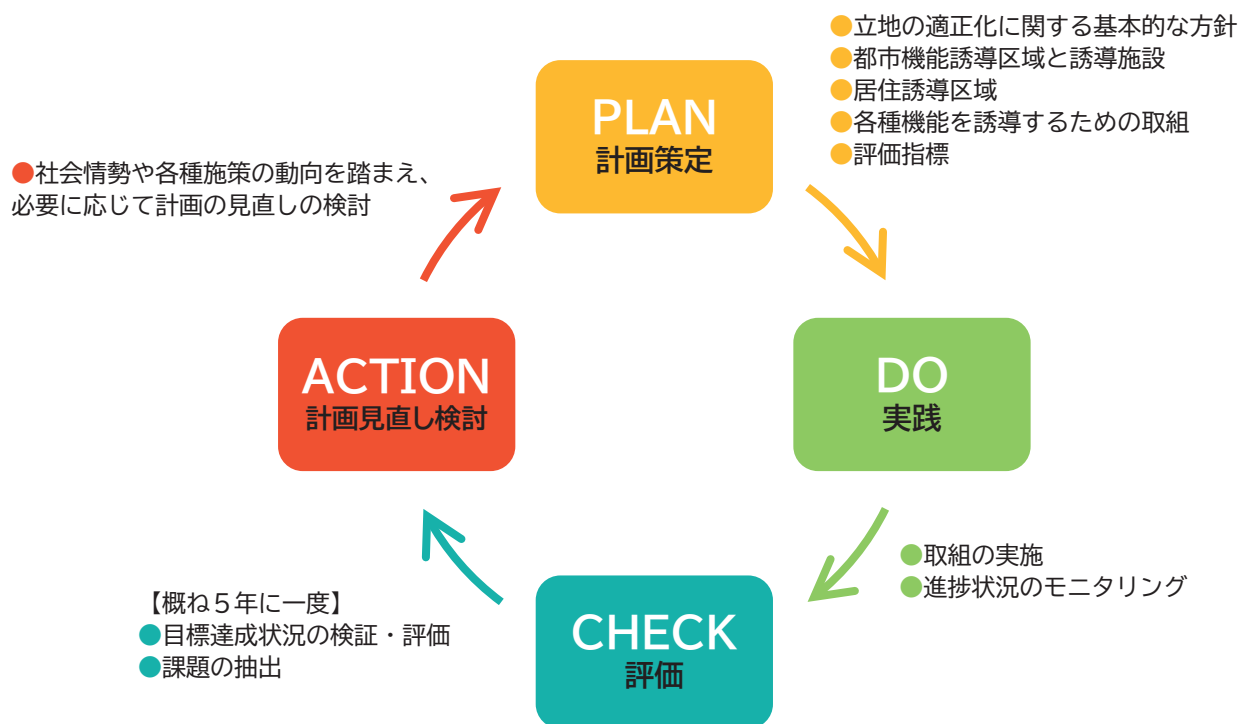 PLAN
計画策定
●立地の適正化に関する基本的な方針
●都市機能誘導区域と誘導施設
●居住誘導区域
●各種機能を誘導するための取組
●評価指標
DO
実践
●取組の実施
●進捗状況のモニタリング
CHECK
評価
【概ね５年に一度】
●目標達成状況の検証・評価
●課題の抽出
ACTION
計画見直し検討
●社会情勢や各種施策の動向を踏まえ、
必要に応じて計画の見直しの検討